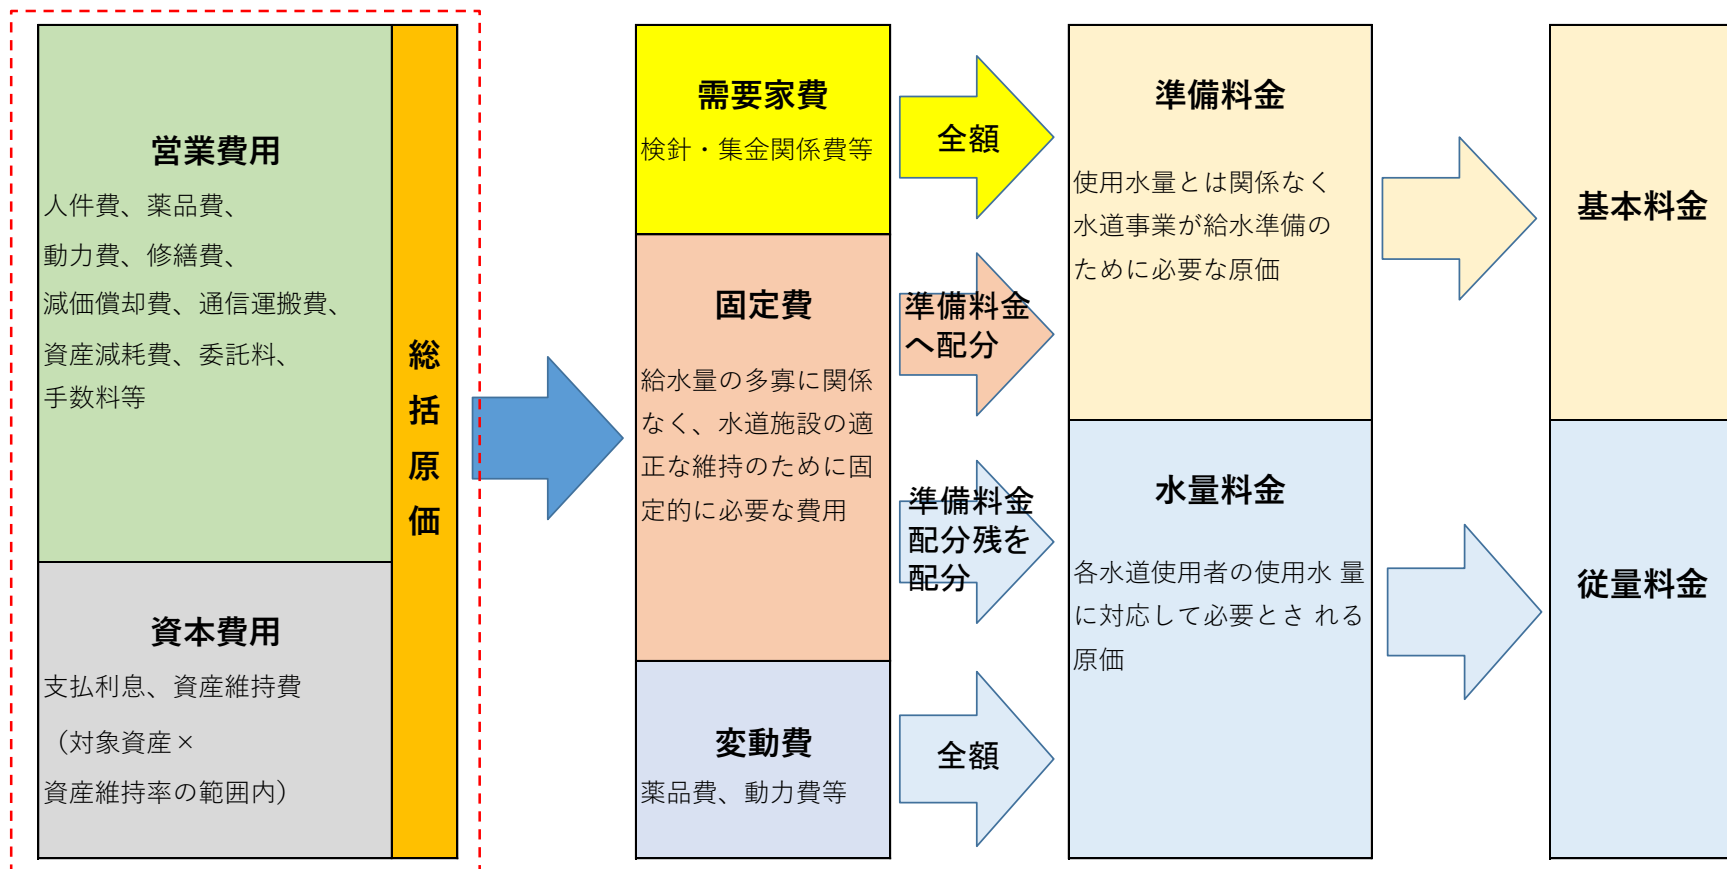 営業費用
人件費、薬品費、
動力費、修繕費、
減価償却費、通信運搬費、
資産減耗費、委託料、
手数料等
資本費用
支払利息、資産維持費
（対象資産×
資産維持率の範囲内）
総括原価
需要家費
検針・集金関係費等
固定費
給水量の多寡に関係
なく、水道施設の適
正な維持のために固
定的に必要な費用
変動費
薬品費、動力費等
全額
準備料金
へ配分
準備料金
配分残を
配分
全額
準備料金
使用水量とは関係なく
水道事業が給水準備の
ために必要な原価
水量料金
各水道使用者の使用水 量
に対応して必要とさ れる
原価
基本料金
従量料金